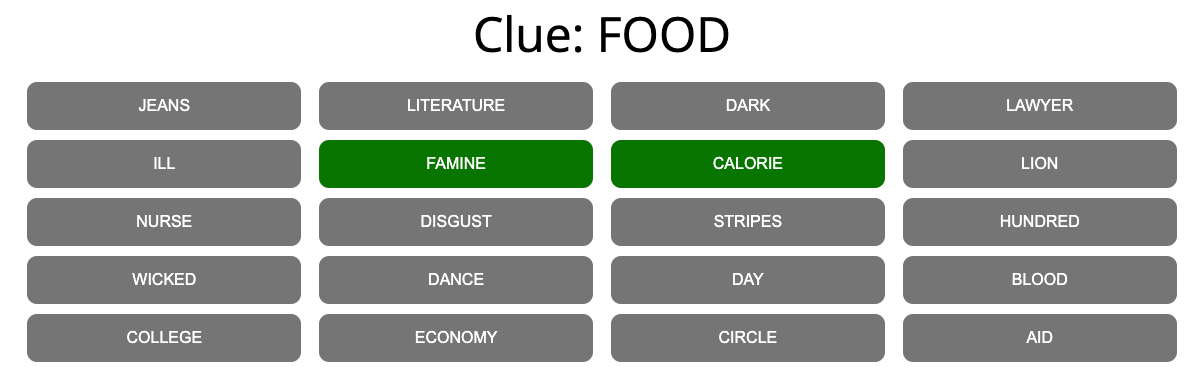 Clue: FOOD
JEANS LITERATURE DARK LAWYER
ILL FAMINE CALORIE LION
NURSE DISGUST STRIPES HUNDRED
WICKED DANCE DAY BLOOD
COLLEGE ECONOMY CIRCLE AID